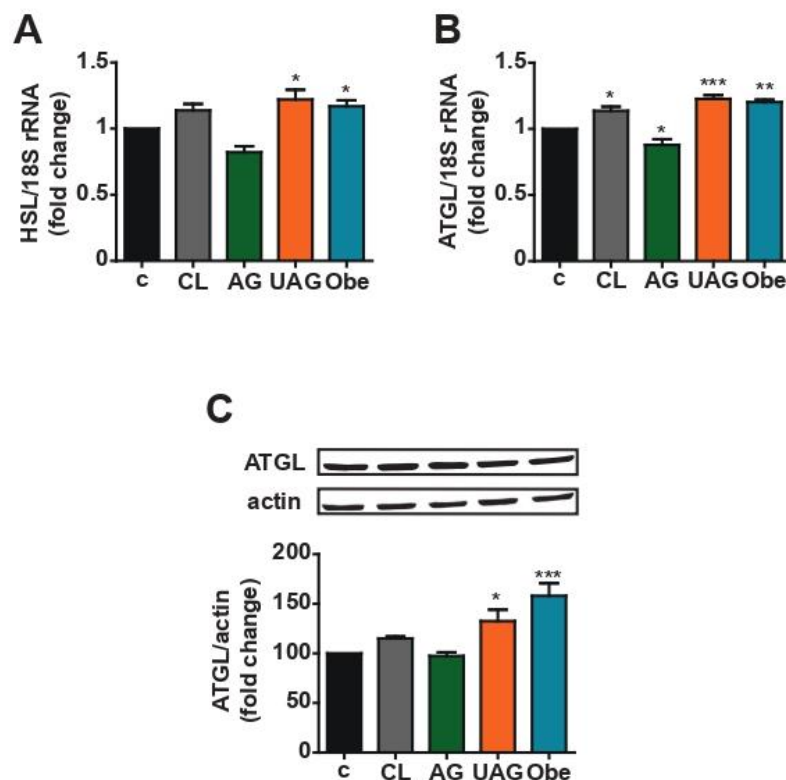 A
HSL/18S rRNA
(fold change)
1.5
1
0.5
0
*
*
c
CL
AG
UAG
Obe
B
ATGL/18S rRNA
(fold change)
1.5
1
0.5
0
*
*
***
**
c
CL
AG
UAG
Obe
C
ATGL
actin
ATGL/actin
(fold change)
200
150
100
50
0
*
***
c
CL
AG
UAG
Obe